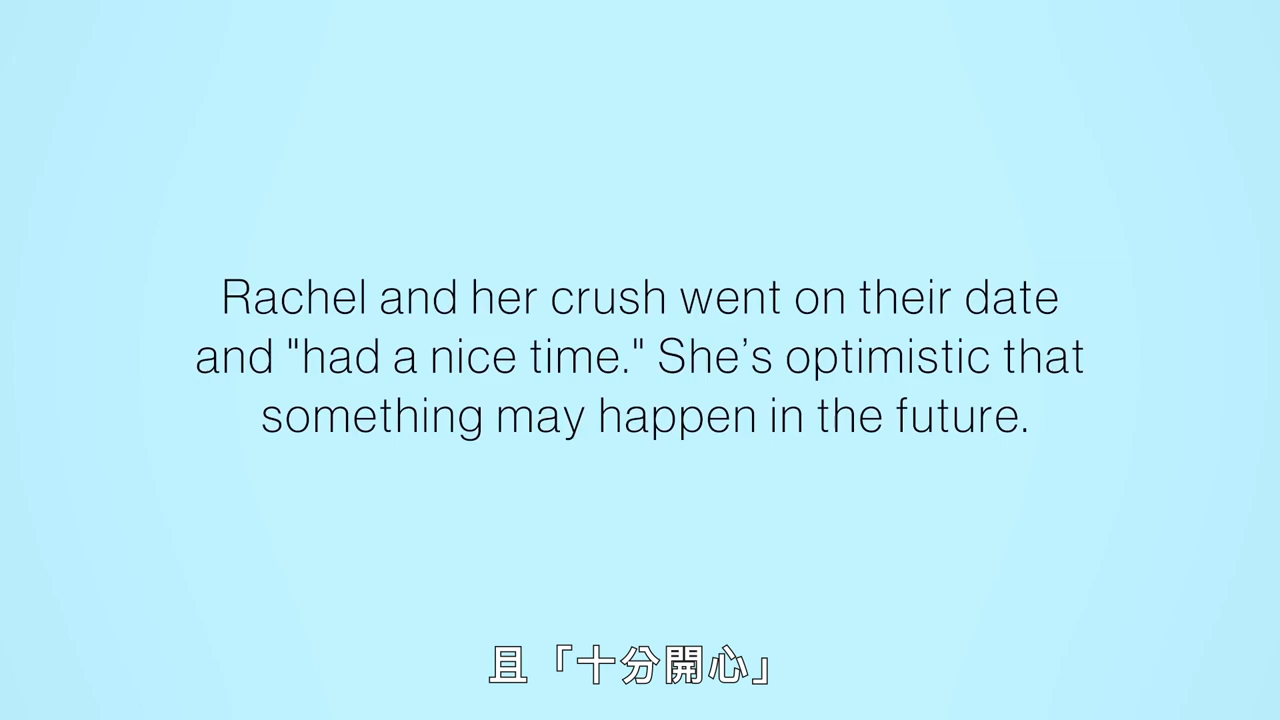 Rachel and her crush went on their date
and "had a nice time." She’s optimistic that
something may happen in the future.
且「十分開心」